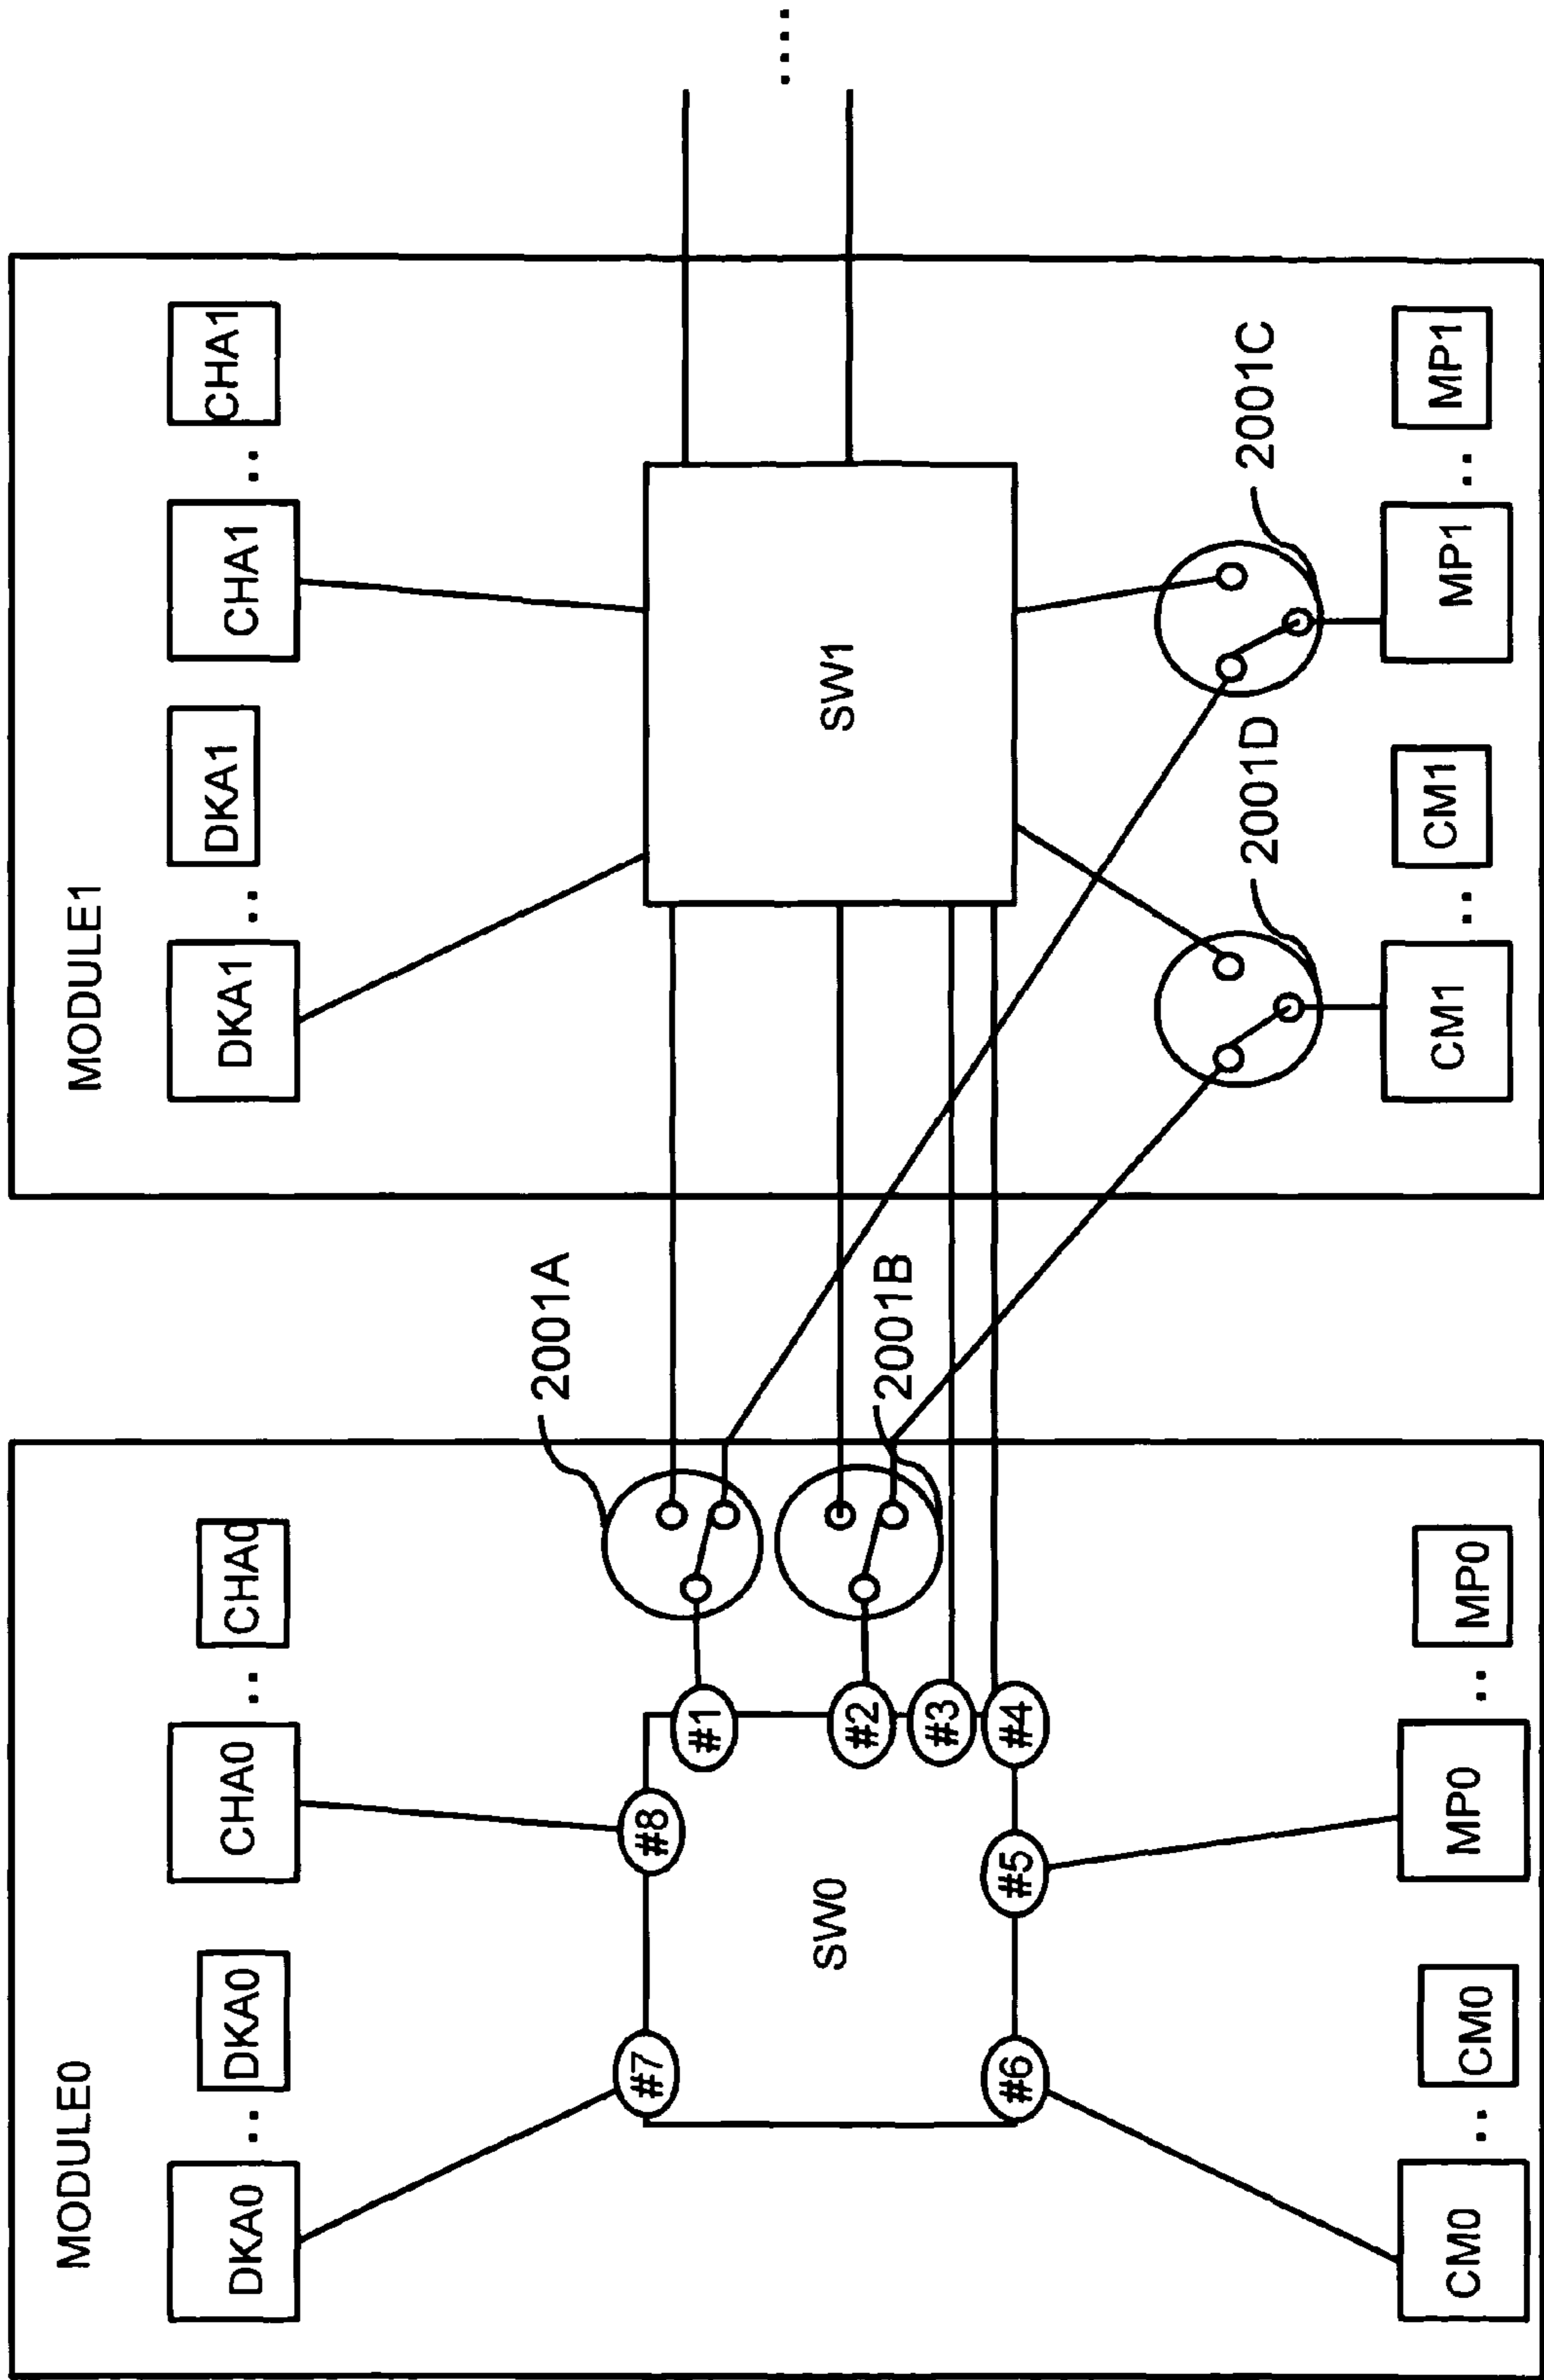 MODULE0
DKA0 .. DKA0
CHA0 .. CHA0
#7
#8
SW0
#1
#2
#3
#4
#5
#6
CM0 .. CM0
MP0 .. MP0
2001A
2001B
MODULE1
DKA1 .. DKA1
CHA1 .. CHA1
SW1
2001D
2001C
CM1 .. CM1
MP1 .. MP1
....